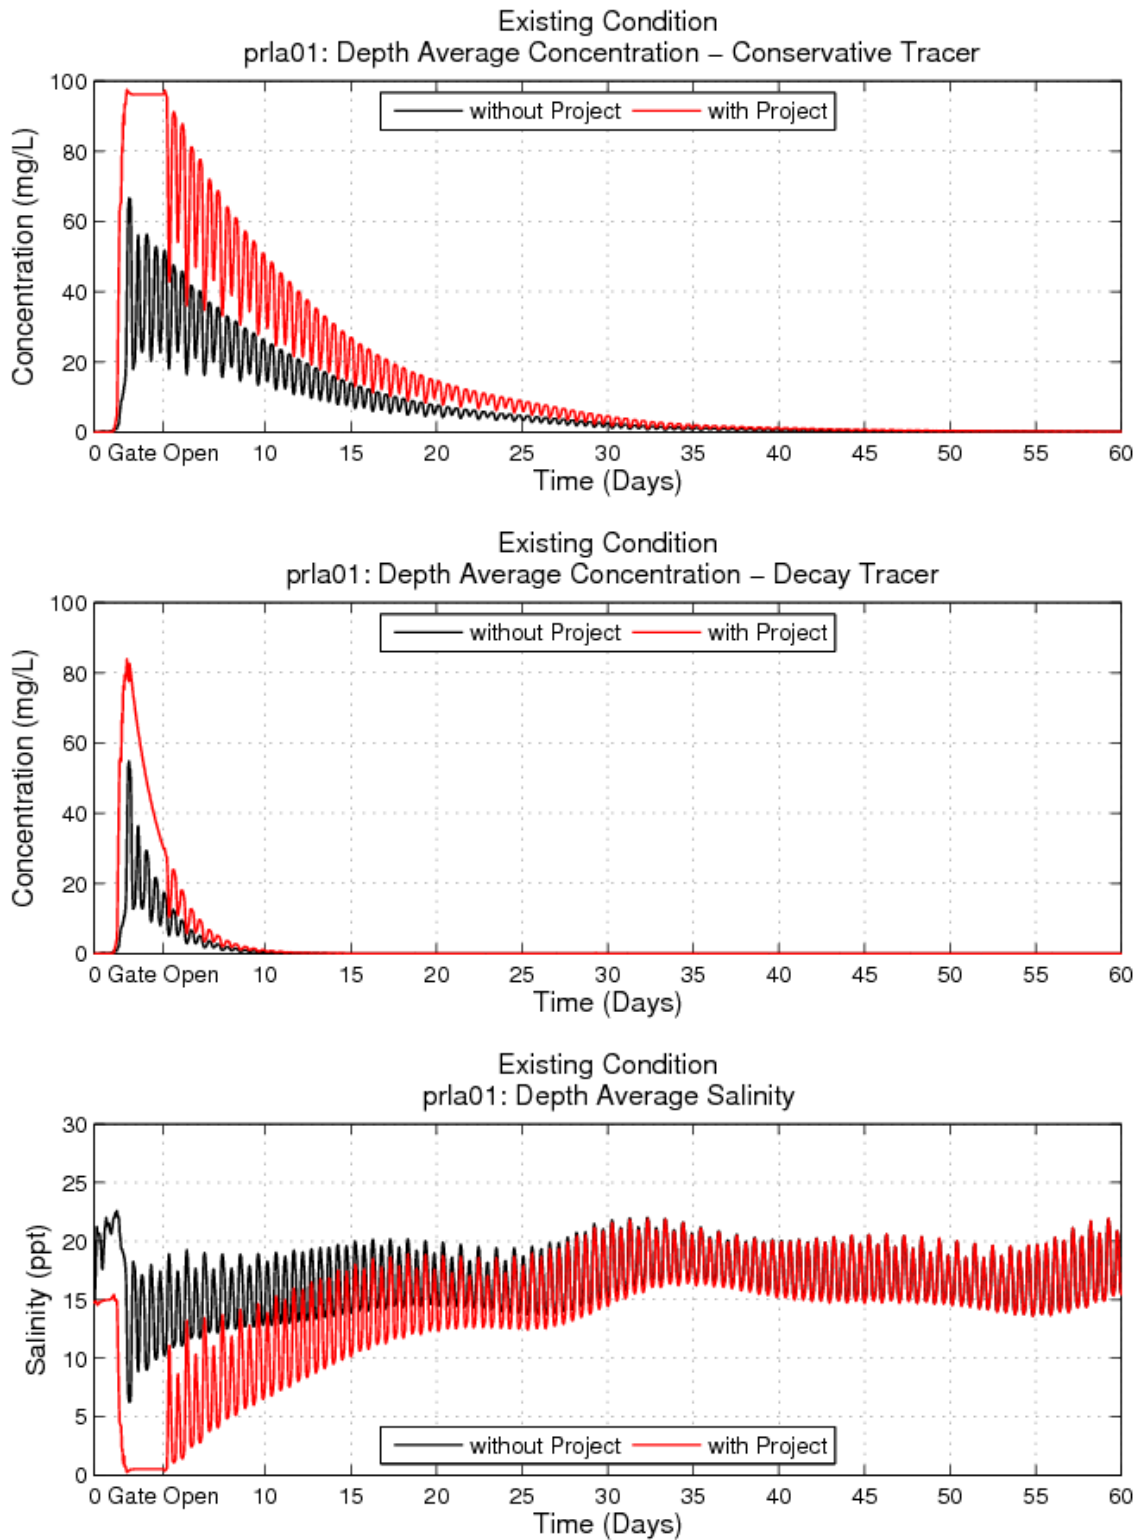 Existing Condition
prla01: Depth Average Concentration – Conservative Tracer
100
80
60
40
20
0
Concentration (mg/L)
without Project with Project
0 Gate Open 10 15 20 25 30 35 40 45 50 55 60
Time (Days)
Existing Condition
prla01: Depth Average Concentration – Decay Tracer
100
80
60
40
20
0
Concentration (mg/L)
without Project with Project
0 Gate Open 10 15 20 25 30 35 40 45 50 55 60
Time (Days)
Existing Condition
prla01: Depth Average Salinity
30
25
20
15
10
5
0
Salinity (ppt)
without Project with Project
0 Gate Open 10 15 20 25 30 35 40 45 50 55 60
Time (Days)